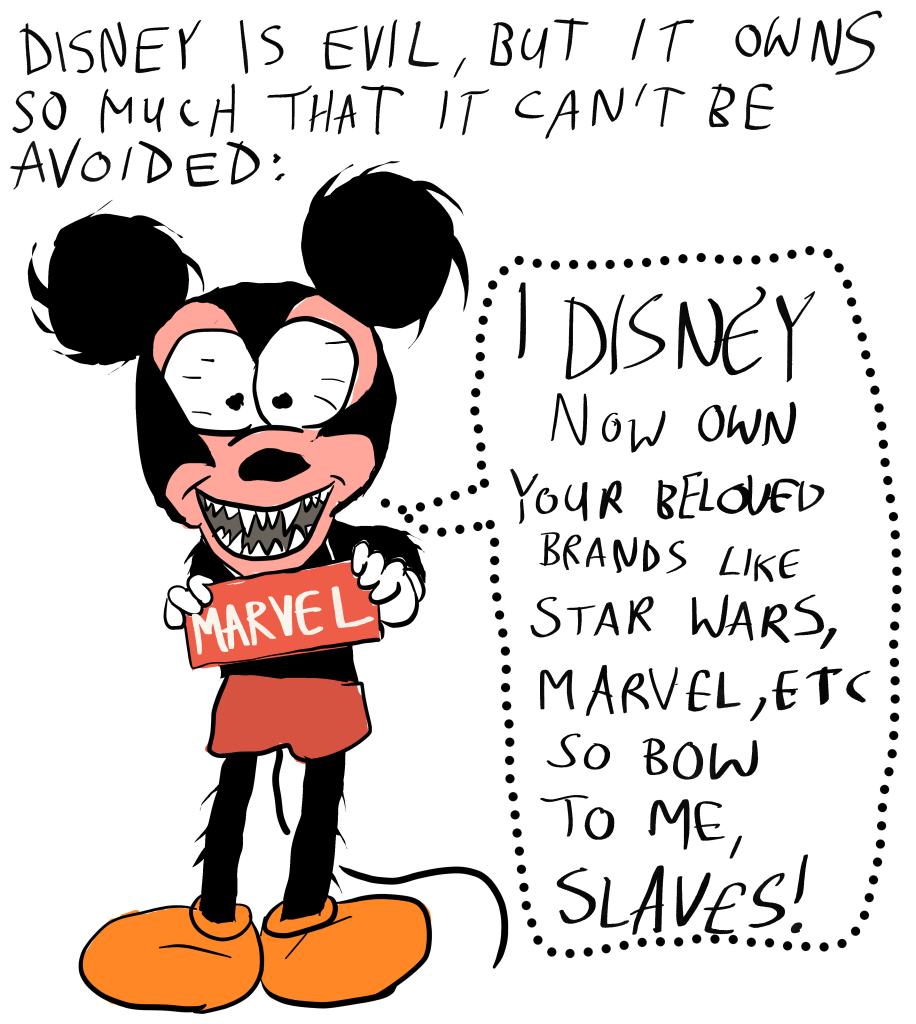 DISNEY IS EVIL, BUT IT OWNS
SO MUCH THAT IT CAN'T BE
AVOIDED:
I DISNEY
NOW OWN
YOUR BELOVED
BRANDS LIKE
STAR WARS,
MARVEL, ETC
SO BOW
TO ME,
SLAVES!
MARVEL